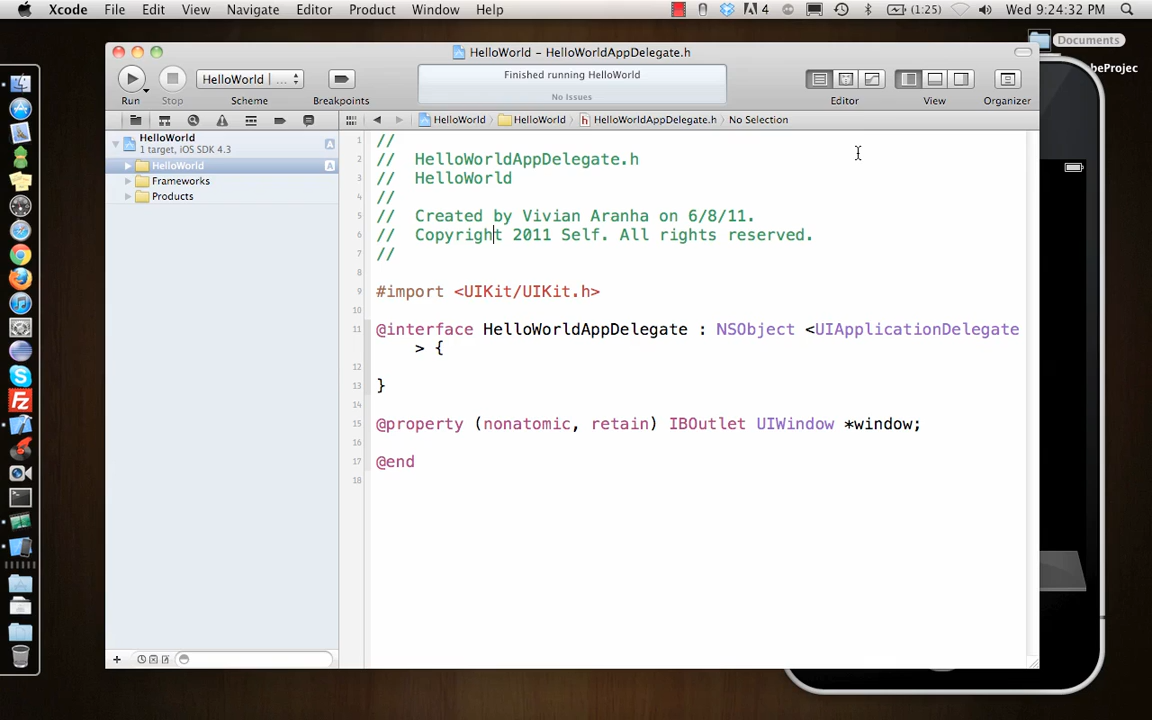 Xcode File Edit View Navigate Editor Product Window Help 4 (1:25) Wed 9:24:32 PM
Documents
beProjec
HelloWorld – HelloWorldAppDelegate.h
HelloWorld | ...
Finished running HelloWorld
No Issues
Run Stop Scheme Breakpoints Editor View Organizer
HelloWorld HelloWorld HelloWorldAppDelegate.h No Selection
HelloWorld A
1 target, iOS SDK 4.3
HelloWorld A
Frameworks
Products
1 //
2 // HelloWorldAppDelegate.h
3 // HelloWorld
4 //
5 // Created by Vivian Aranha on 6/8/11.
6 // Copyright 2011 Self. All rights reserved.
7 //
8
9 #import <UIKit/UIKit.h>
10
11 @interface HelloWorldAppDelegate : NSObject <UIApplicationDelegate
> {
12
13 }
14
15 @property (nonatomic, retain) IBOutlet UIWindow *window;
16
17 @end
18